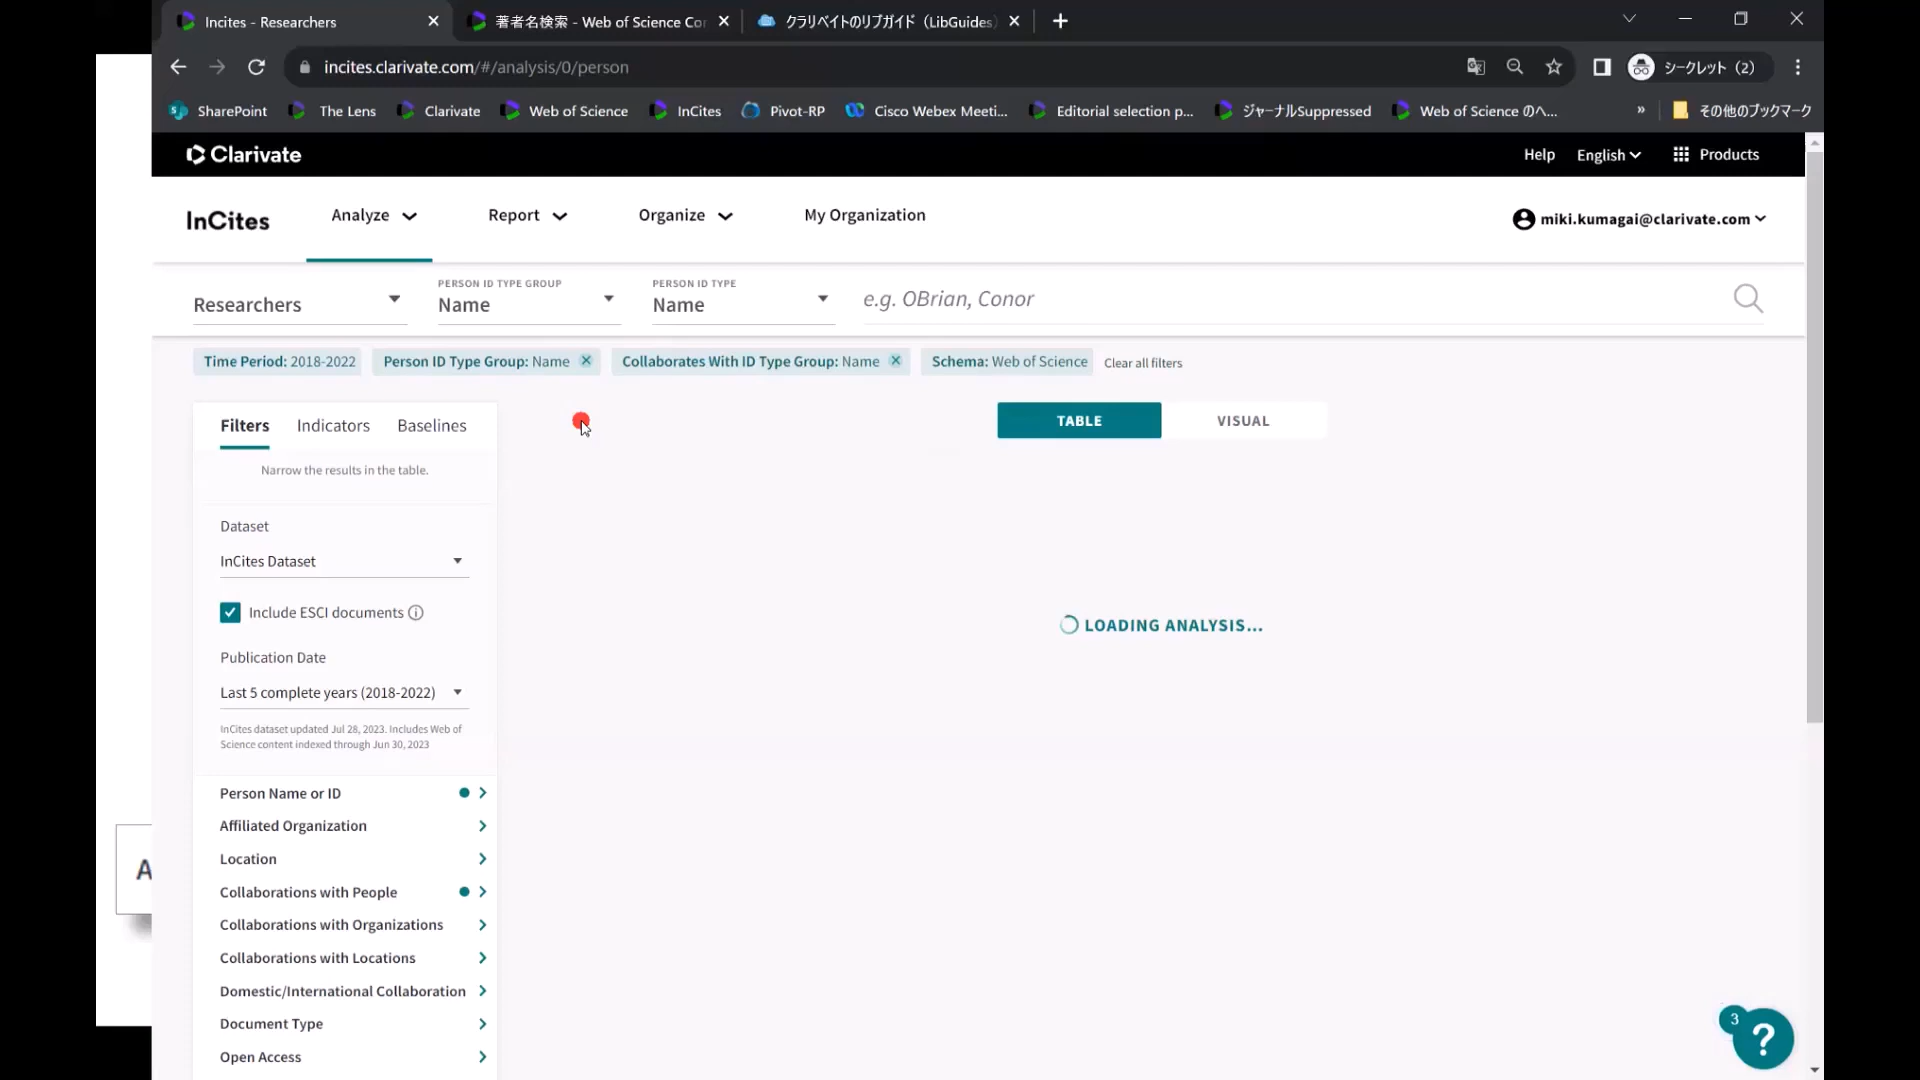 Incites - Researchers
著者名検索 - Web of Science Cor
クラリベイトのリブガイド（LibGuides）
incites.clarivate.com/#/analysis/0/person
シークレット（2）
SharePoint
The Lens
Clarivate
Web of Science
InCites
Pivot-RP
Cisco Webex Meeti...
Editorial selection p...
ジャーナルSuppressed
Web of Science のヘ...
»
その他のブックマーク
Clarivate
Help
English
Products
InCites
Analyze
Report
Organize
My Organization
miki.kumagai@clarivate.com
Researchers
PERSON ID TYPE GROUP
Name
PERSON ID TYPE
Name
e.g. OBrian, Conor
Time Period: 2018-2022
Person ID Type Group: Name
Collaborates With ID Type Group: Name
Schema: Web of Science
Clear all filters
Filters
Indicators
Baselines
TABLE
VISUAL
Narrow the results in the table.
Dataset
InCites Dataset
Include ESCI documents
Publication Date
Last 5 complete years (2018-2022)
InCites dataset updated Jul 28, 2023. Includes Web of
Science content indexed through Jun 30, 2023
LOADING ANALYSIS...
Person Name or ID
Affiliated Organization
Location
Collaborations with People
Collaborations with Organizations
Collaborations with Locations
Domestic/International Collaboration
Document Type
Open Access
A
3
?